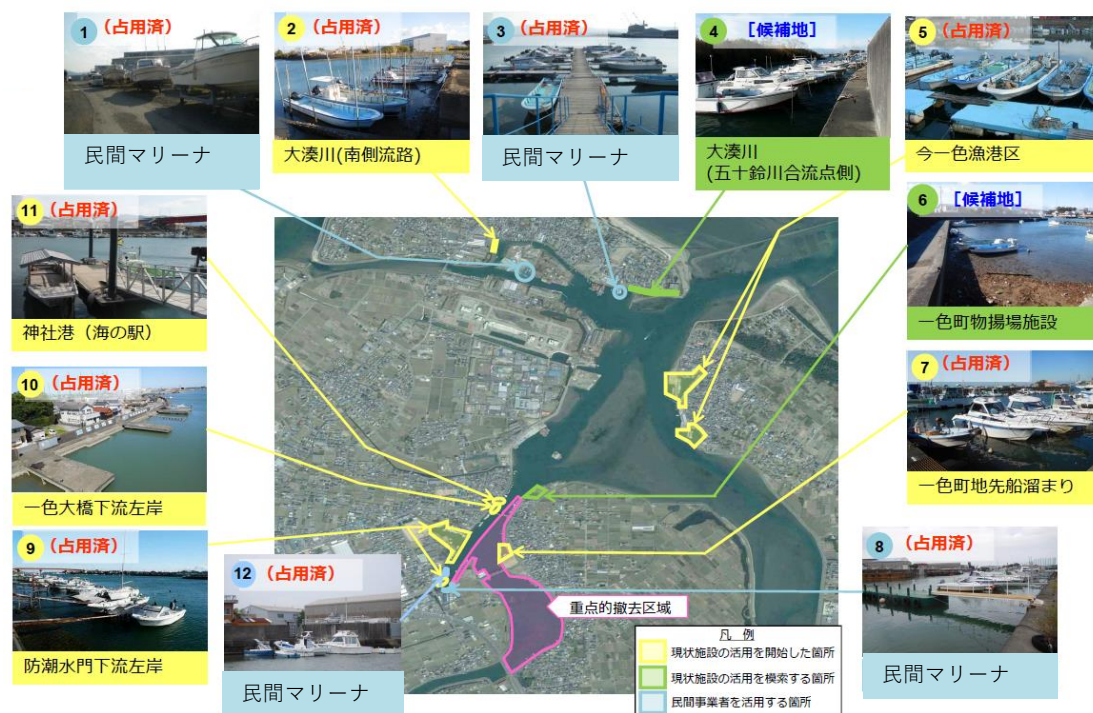 1 (占用済)
民間マリーナ
2 (占用済)
大湊川(南側流路)
3 (占用済)
民間マリーナ
4 [候補地]
大湊川
(五十鈴川合流点側)
5 (占用済)
今一色漁港区
11 (占用済)
神社港（海の駅）
6 [候補地]
一色町物揚場施設
10 (占用済)
一色大橋下流左岸
7 (占用済)
一色町地先船溜まり
9 (占用済)
防潮水門下流左岸
12 (占用済)
民間マリーナ
8 (占用済)
民間マリーナ
重点的撤去区域
凡 例
現状施設の活用を開始した箇所
現状施設の活用を模索する箇所
民間事業者を活用する箇所